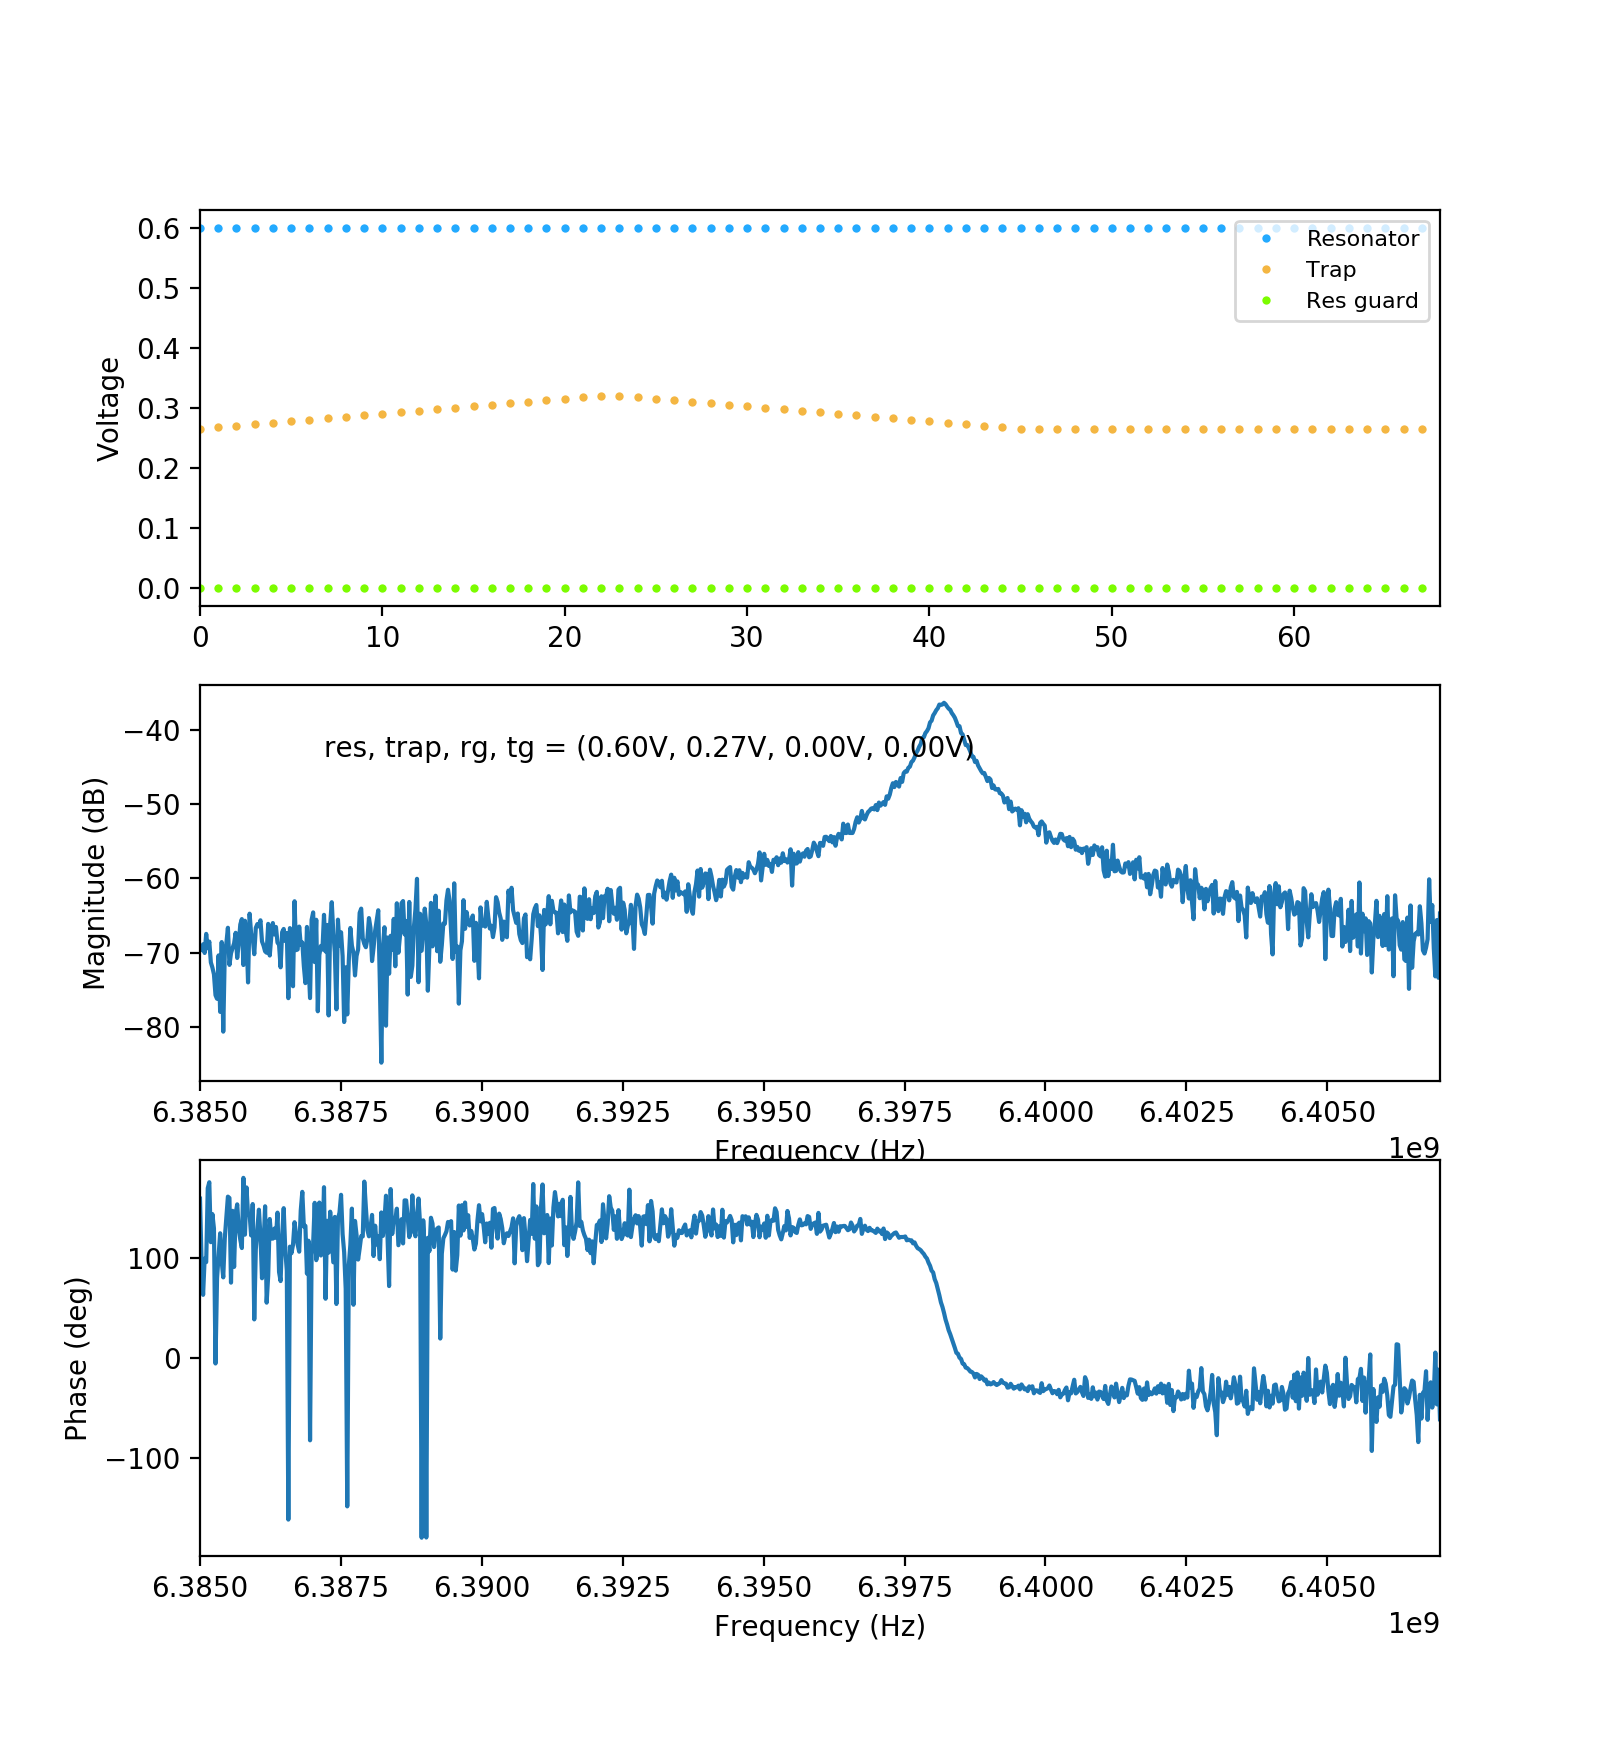 0.6
0.5
0.4
0.3
0.2
0.1
0.0
Voltage
Resonator
Trap
Res guard
0 10 20 30 40 50 60
−40
−50
−60
−70
−80
Magnitude (dB)
res, trap, rg, tg = (0.60V, 0.27V, 0.00V, 0.00V)
6.3850 6.3875 6.3900 6.3925 6.3950 6.3975 6.4000 6.4025 6.4050
Frequency (Hz)
1e9
100
0
−100
Phase (deg)
6.3850 6.3875 6.3900 6.3925 6.3950 6.3975 6.4000 6.4025 6.4050
Frequency (Hz)
1e9